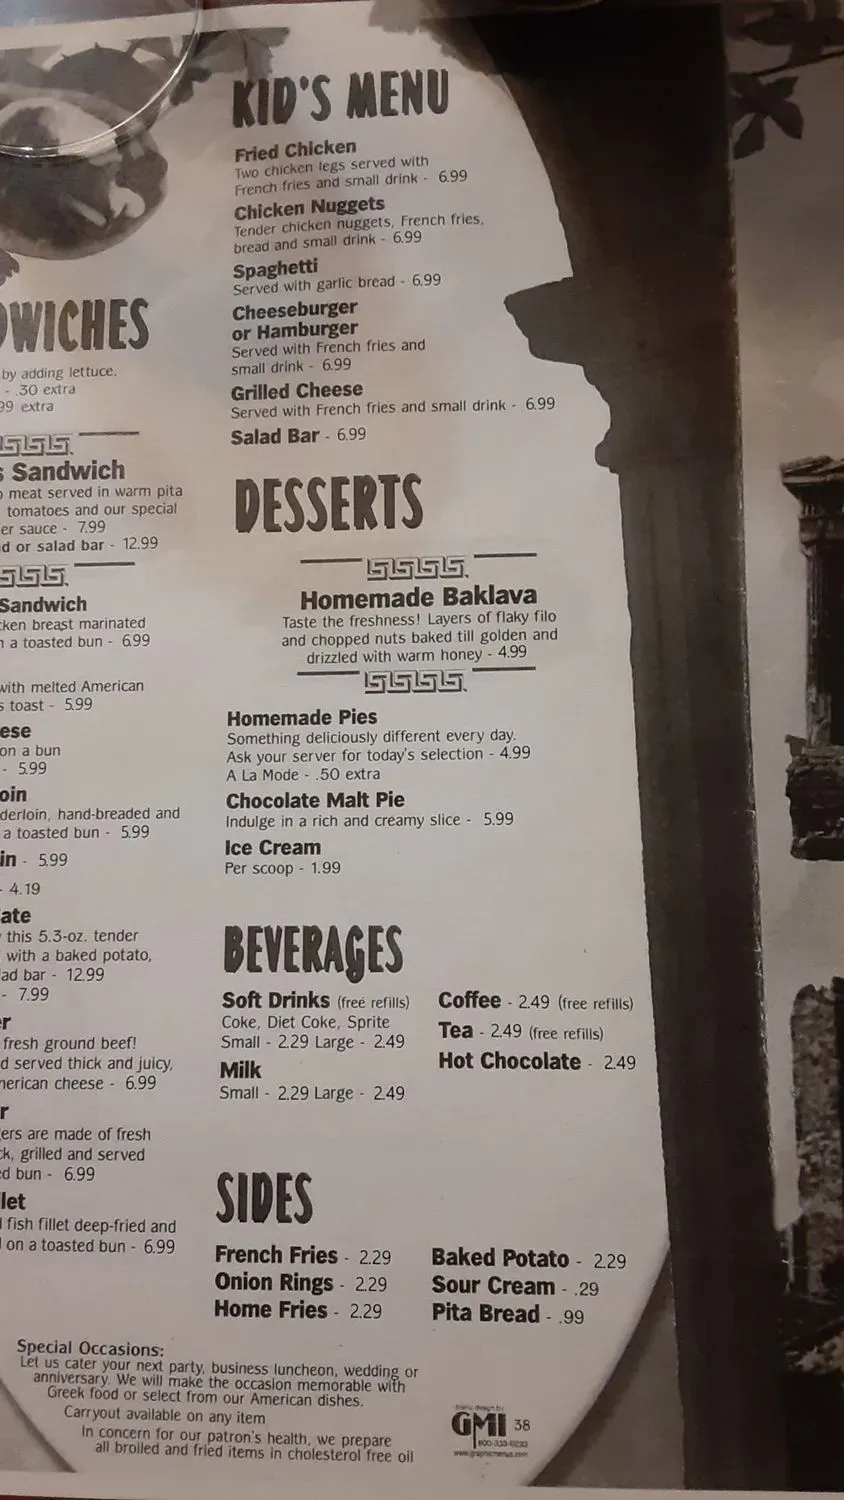 KID'S MENU
Fried Chicken
Two chicken legs served with
French fries and small drink - 6.99
Chicken Nuggets
Tender chicken nuggets, French fries,
bread and small drink - 6.99
Spaghetti
Served with garlic bread - 6.99
Cheeseburger
or Hamburger
Served with French fries and
small drink - 6.99
Grilled Cheese
Served with French fries and small drink - 6.99
Salad Bar - 6.99
DESSERTS
Homemade Baklava
Taste the freshness! Layers of flaky filo
and chopped nuts baked till golden and
drizzled with warm honey - 4.99
Homemade Pies
Something deliciously different every day.
Ask your server for today's selection - 4.99
A La Mode - .50 extra
Chocolate Malt Pie
Indulge in a rich and creamy slice - 5.99
Ice Cream
Per scoop - 1.99
BEVERAGES
Soft Drinks (free refills)
Coke, Diet Coke, Sprite
Small - 2.29 Large - 2.49
Milk
Small - 2.29 Large - 2.49
Coffee - 2.49 (free refills)
Tea - 2.49 (free refills)
Hot Chocolate - 2.49
SIDES
French Fries - 2.29
Onion Rings - 2.29
Home Fries - 2.29
Baked Potato - 2.29
Sour Cream - .29
Pita Bread - .99
WICHES
by adding lettuce.
- .30 extra
99 extra
s Sandwich
meat served in warm pita
tomatoes and our special
er sauce - 7.99
d or salad bar - 12.99
Sandwich
ken breast marinated
a toasted bun - 6.99
with melted American
s toast - 5.99
ese
on a bun
- 5.99
oin
derloin, hand-breaded and
a toasted bun - 5.99
in - 5.99
- 4.19
ate
this 5.3-oz. tender
with a baked potato,
ad bar - 12.99
- 7.99
er
fresh ground beef!
d served thick and juicy,
merican cheese - 6.99
r
ers are made of fresh
ck, grilled and served
ed bun - 6.99
let
fish fillet deep-fried and
on a toasted bun - 6.99
Special Occasions:
Let us cater your next party, business luncheon, wedding or
anniversary. We will make the occasion memorable with
Greek food or select from our American dishes.
Carryout available on any item
In concern for our patron's health, we prepare
all broiled and fried items in cholesterol free oil
menu design by
GMI 38
800-333-0233